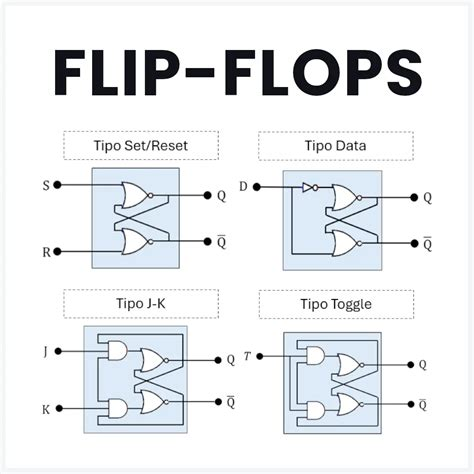 FLIP-FLOPS
Tipo Set/Reset
S
Q
R
Q̅
Tipo Data
D
Q
Q̅
Tipo J-K
J
Q
K
Q̅
Tipo Toggle
T
Q
Q̅